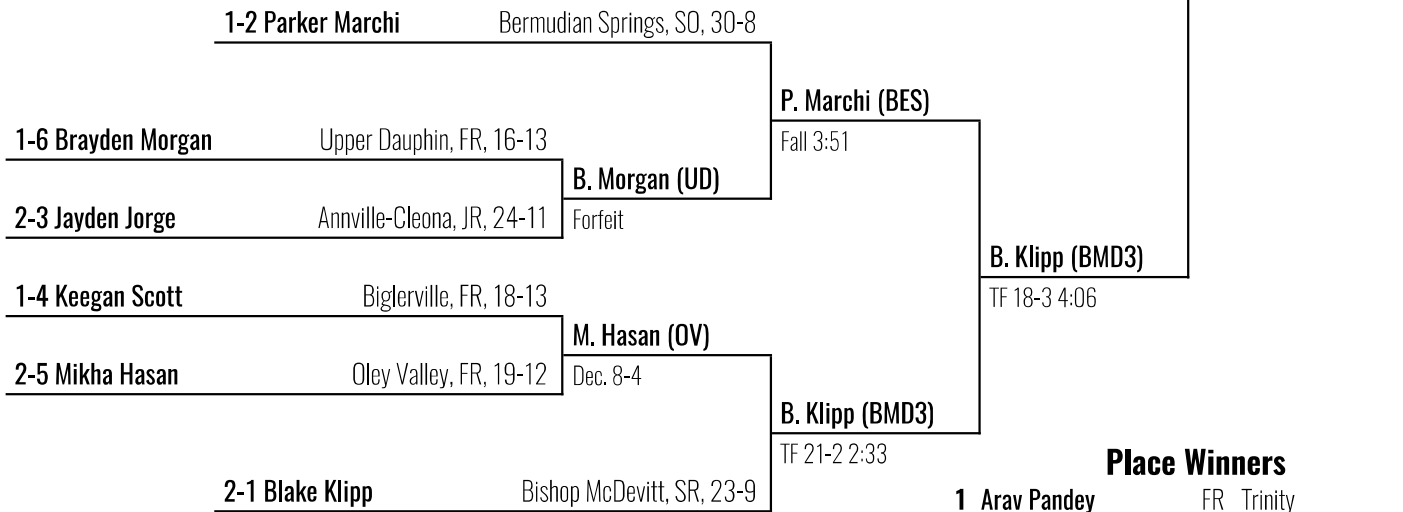 1-2 Parker Marchi Bermudian Springs, SO, 30-8
P. Marchi (BES)
Fall 3:51
1-6 Brayden Morgan Upper Dauphin, FR, 16-13
B. Morgan (UD)
Forfeit
2-3 Jayden Jorge Annville-Cleona, JR, 24-11
B. Klipp (BMD3)
TF 18-3 4:06
1-4 Keegan Scott Biglerville, FR, 18-13
M. Hasan (OV)
Dec. 8-4
2-5 Mikha Hasan Oley Valley, FR, 19-12
B. Klipp (BMD3)
TF 21-2 2:33
2-1 Blake Klipp Bishop McDevitt, SR, 23-9
Place Winners
1 Arav Pandey FR Trinity